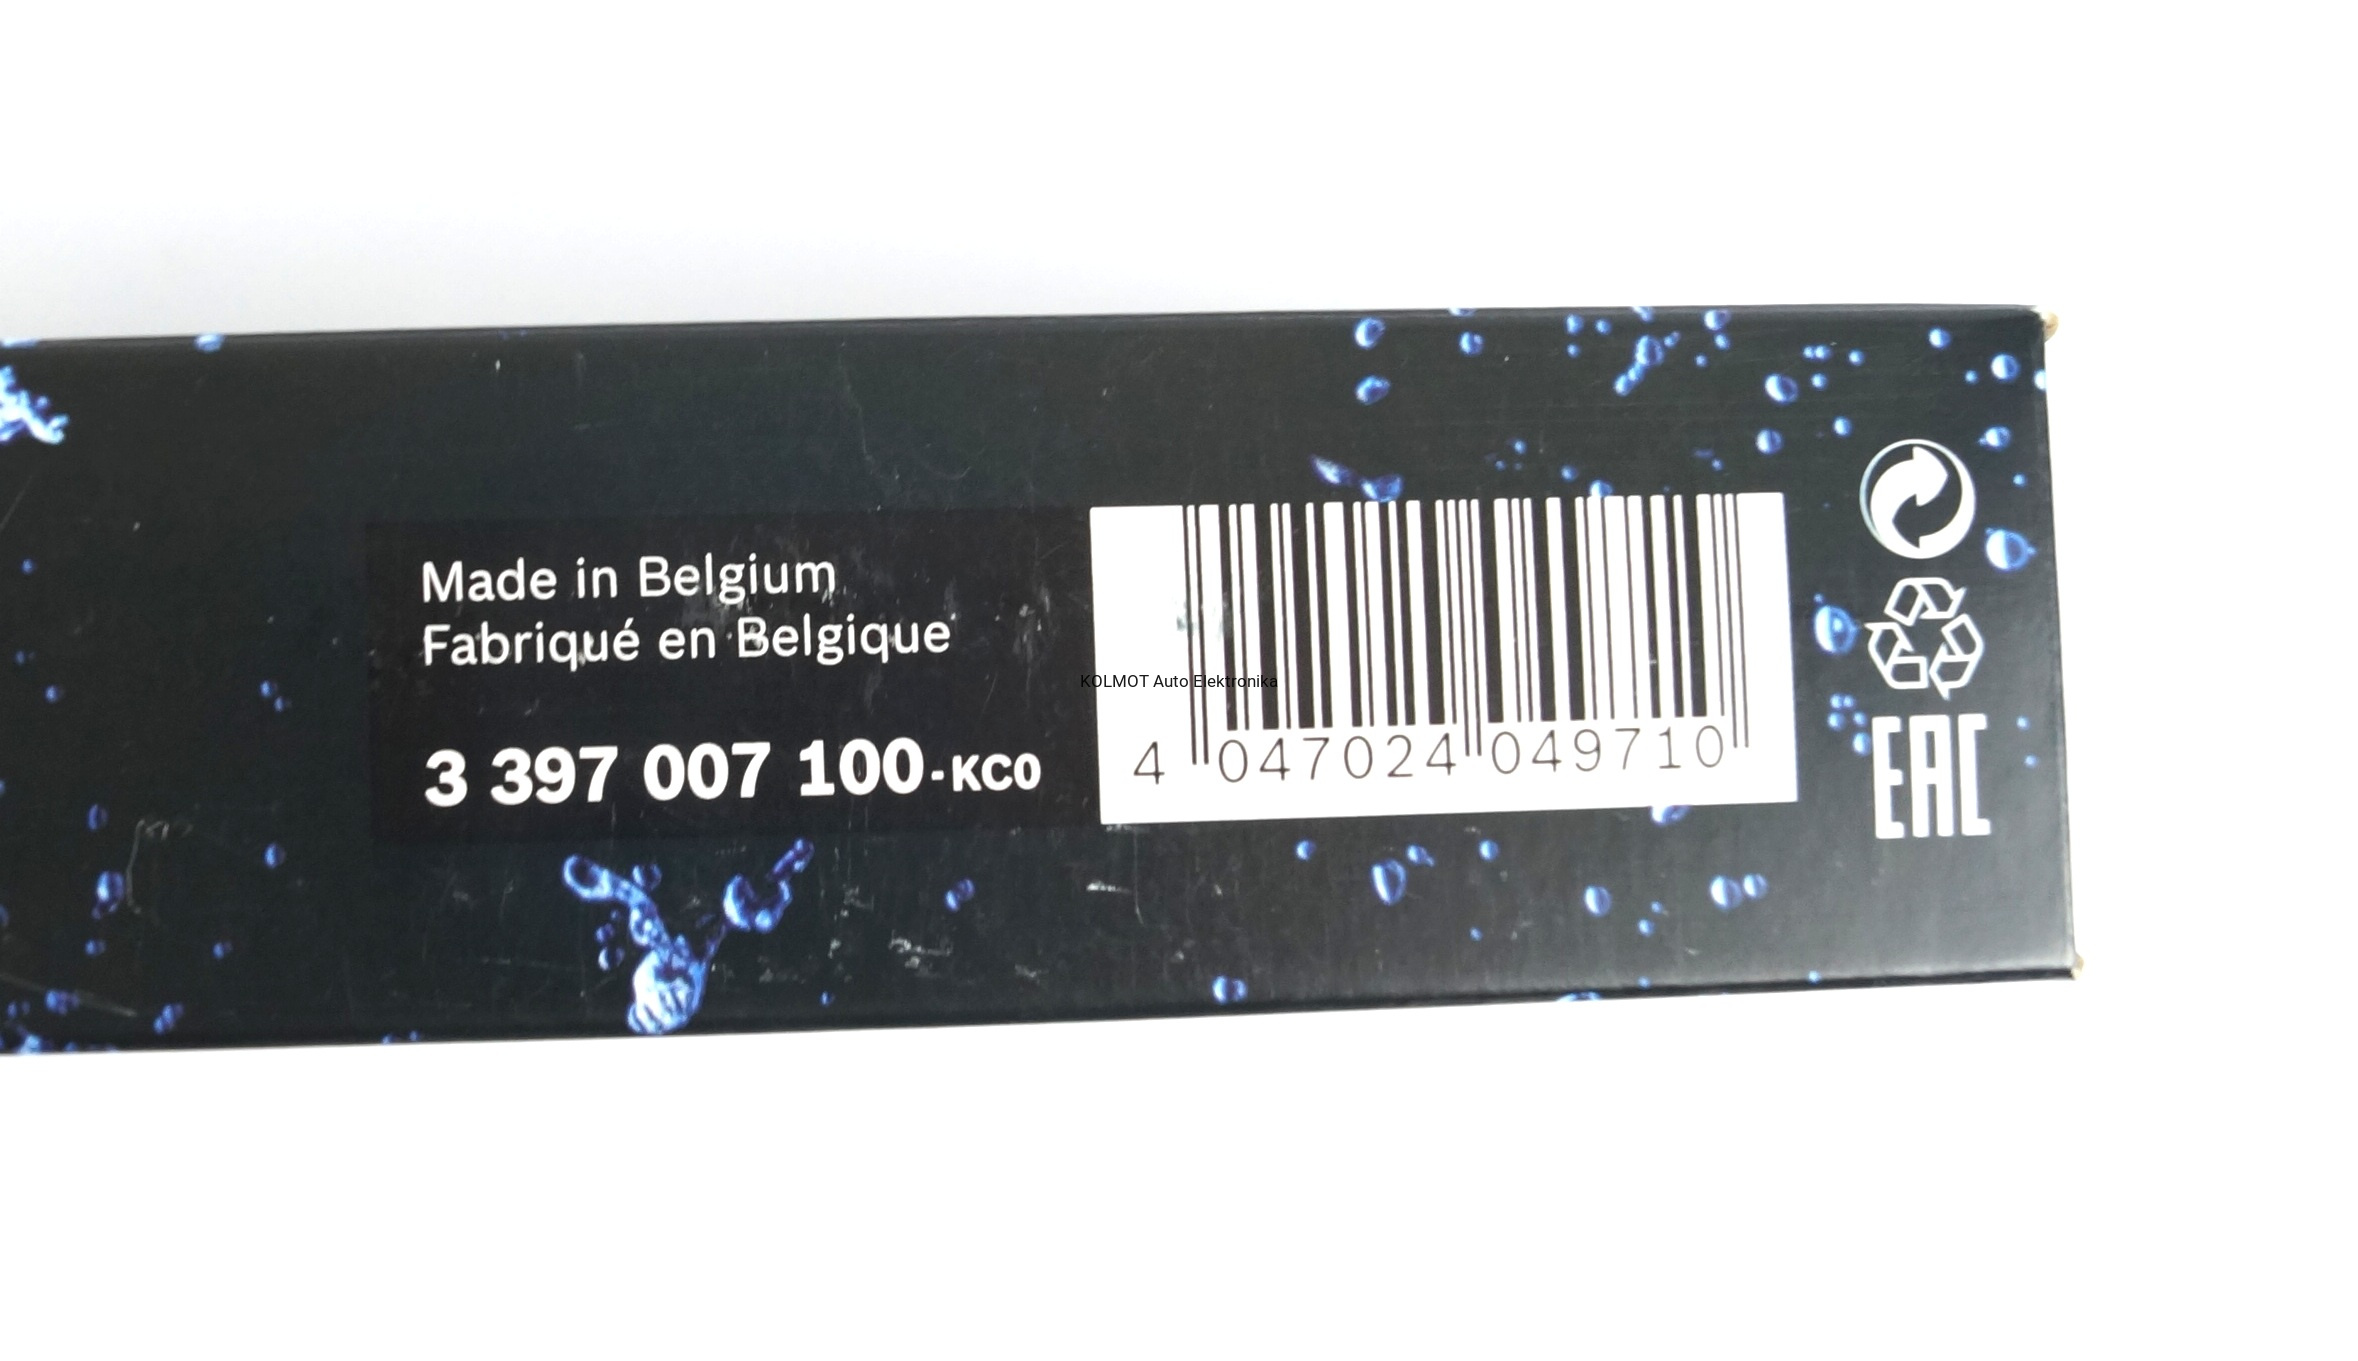 Made in Belgium
Fabriqué en Belgique
KOLMOT Auto Elektronika
3 397 007 100-KC0
4 047024 049710
EAC